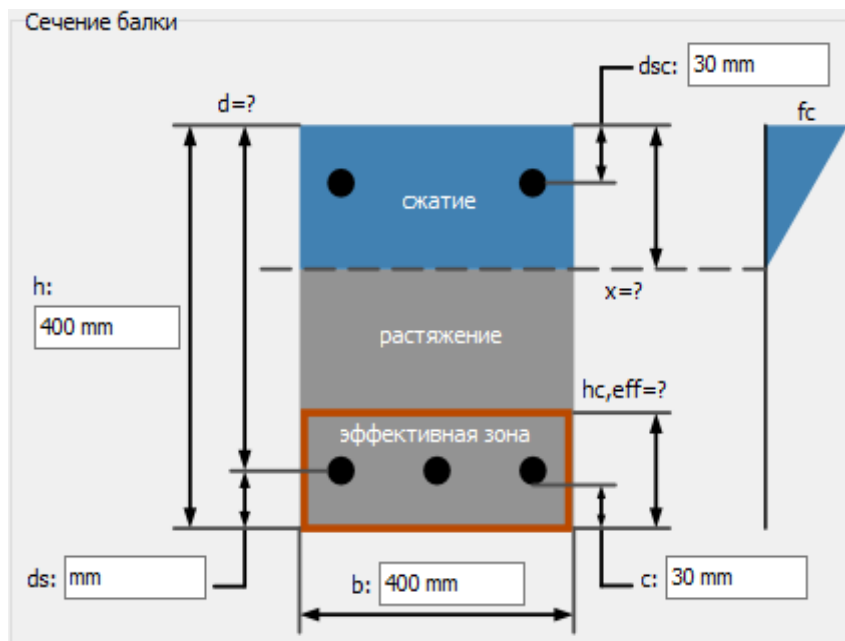 Сечение балки
dsc: 30 mm
d=?
fc
сжатие
h:
x=?
400 mm
растяжение
hc,eff=?
эффективная зона
ds: mm
b: 400 mm
c: 30 mm